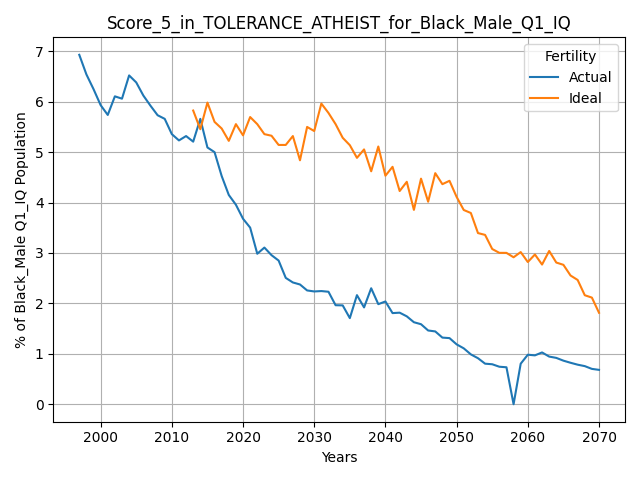 Score_5_in_TOLERANCE_ATHEIST_for_Black_Male_Q1_IQ
Fertility
Actual
Ideal
% of Black_Male Q1_IQ Population
7
6
5
4
3
2
1
0
2000 2010 2020 2030 2040 2050 2060 2070
Years